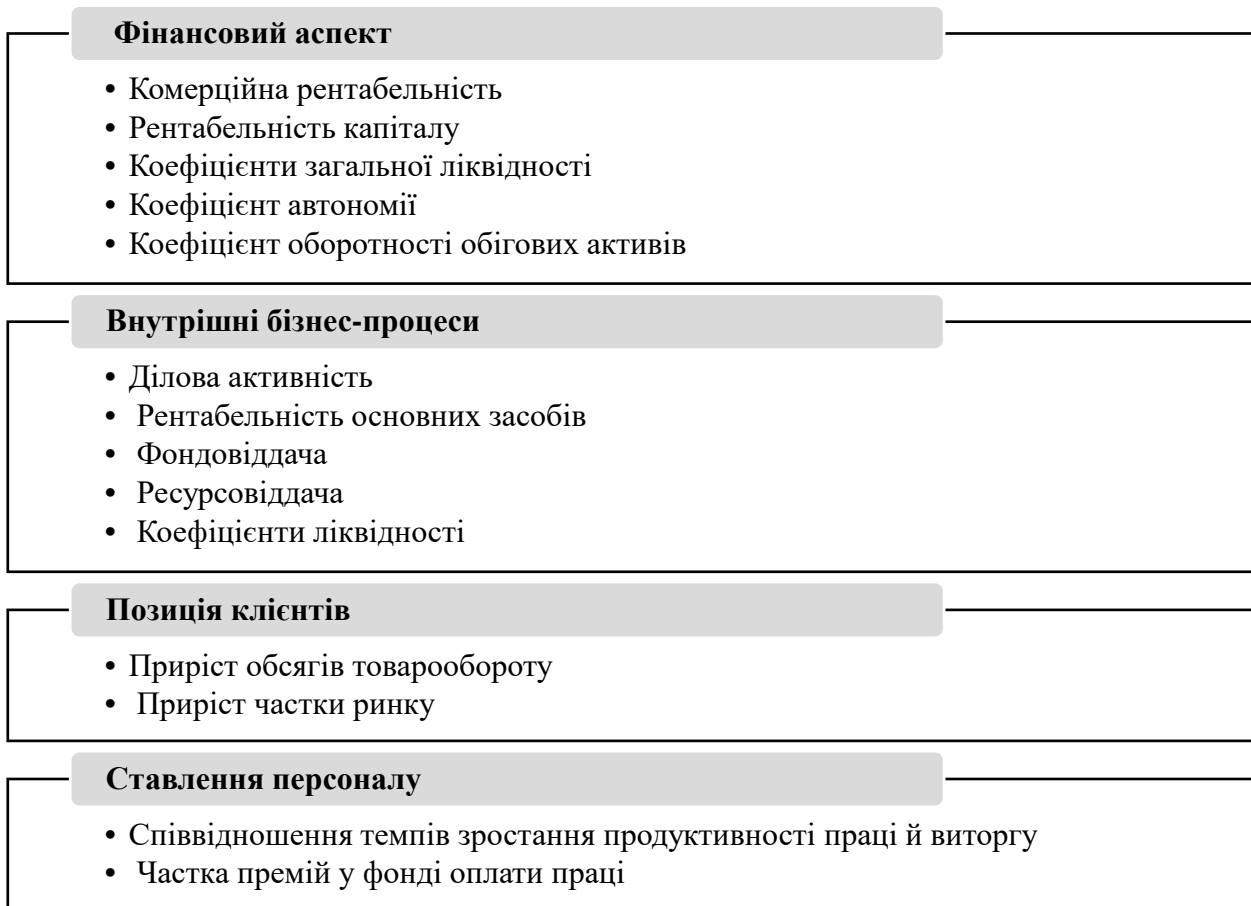 Фінансовий аспект
• Комерційна рентабельність
• Рентабельність капіталу
• Коефіцієнти загальної ліквідності
• Коефіцієнт автономії
• Коефіцієнт оборотності обігових активів
Внутрішні бізнес-процеси
• Ділова активність
• Рентабельність основних засобів
• Фондовіддача
• Ресурсовіддача
• Коефіцієнти ліквідності
Позиція клієнтів
• Приріст обсягів товарообороту
• Приріст частки ринку
Ставлення персоналу
• Співвідношення темпів зростання продуктивності праці й виторгу
• Частка премій у фонді оплати праці